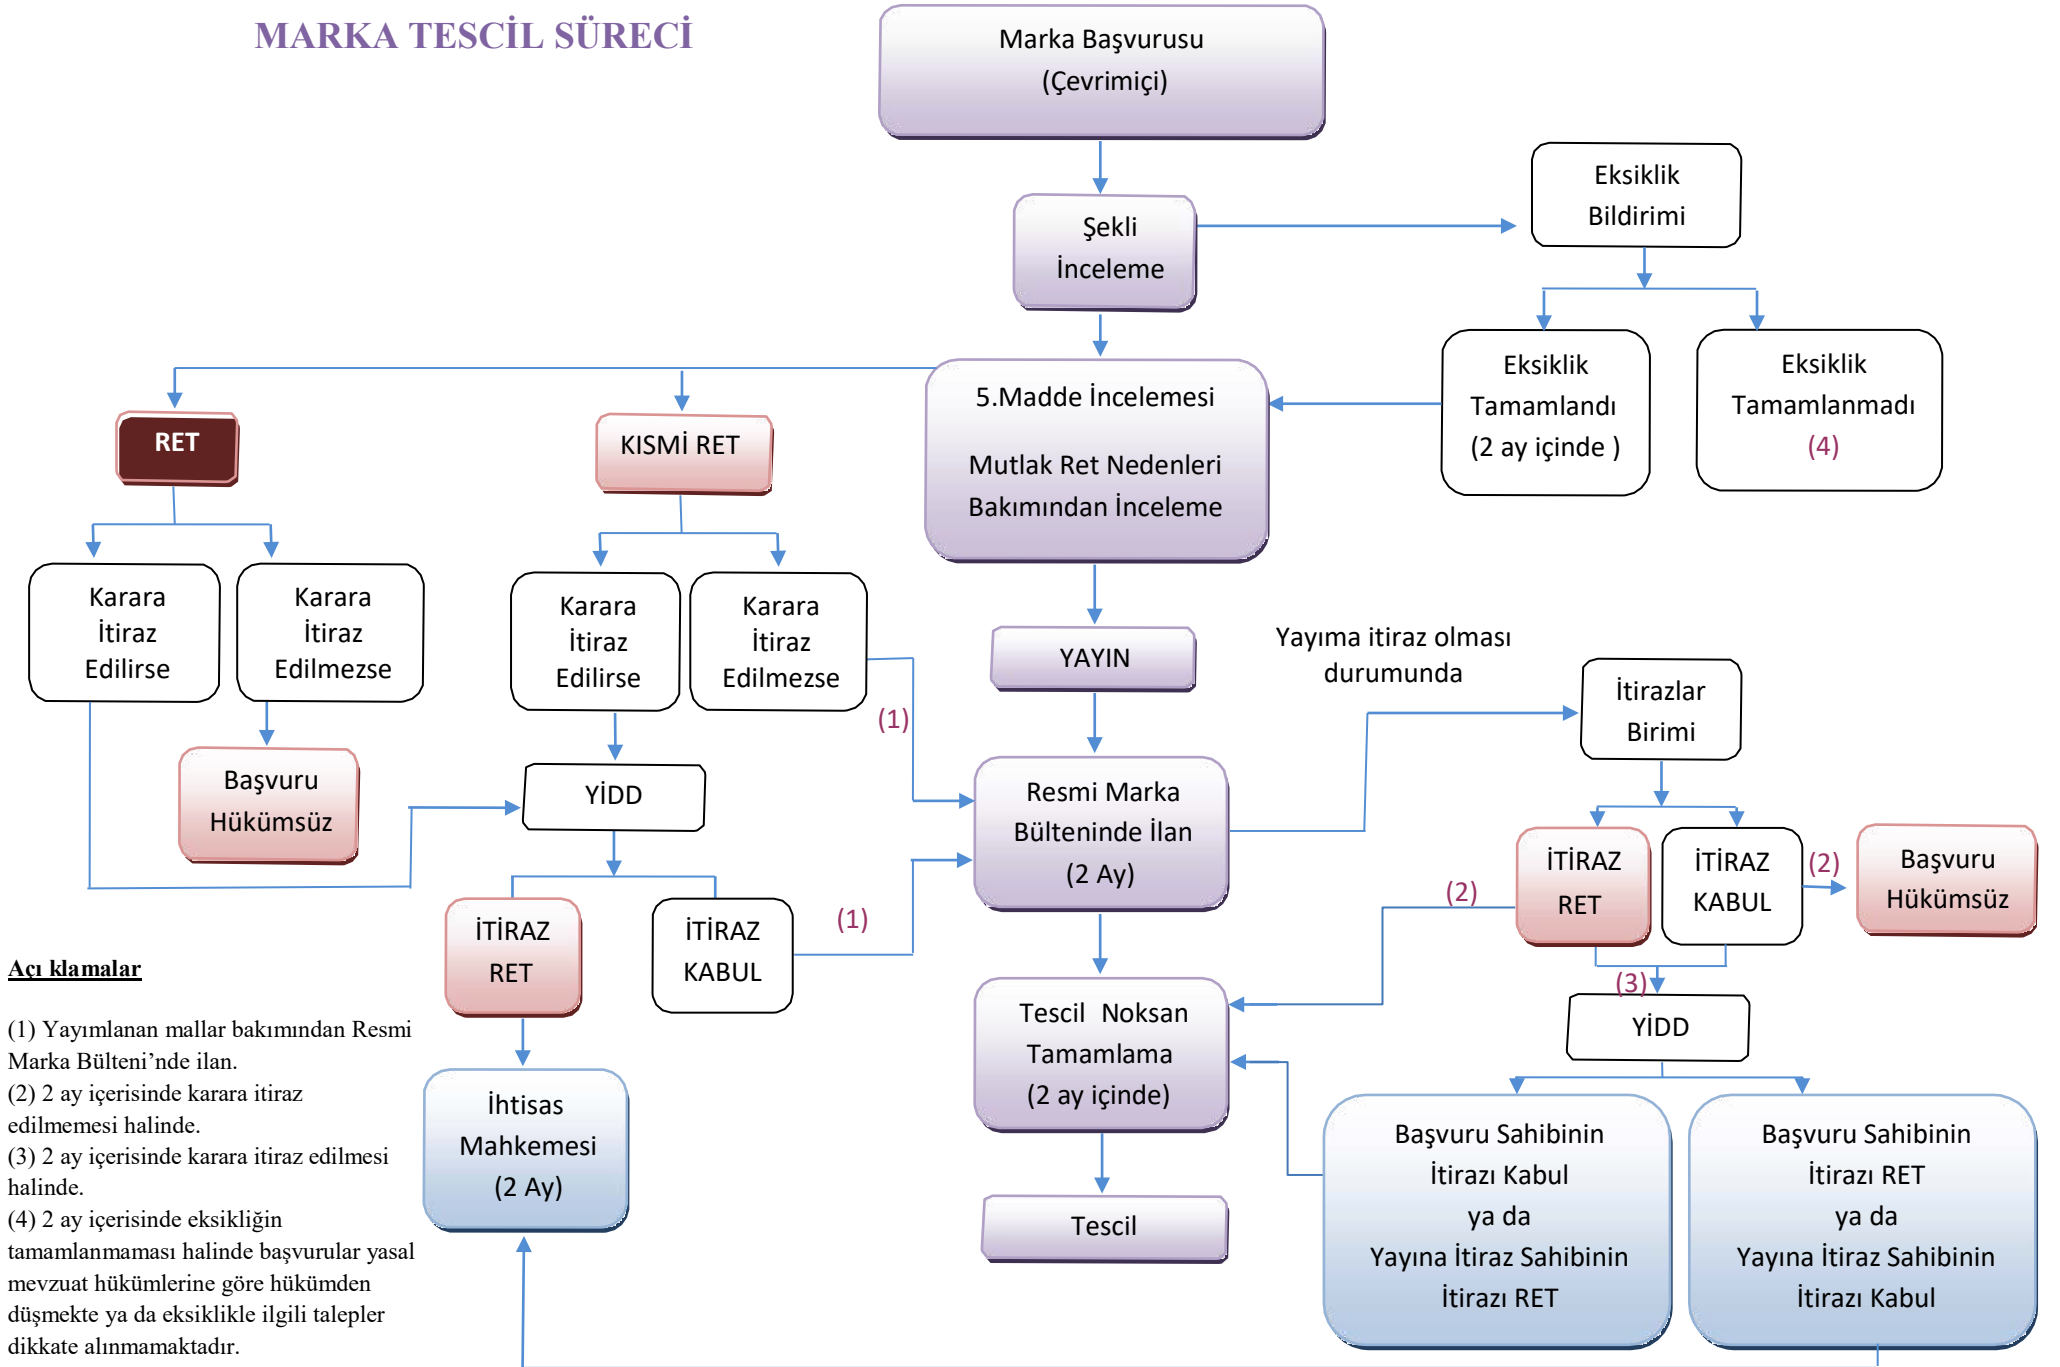 MARKA TESCİL SÜRECİ
Marka Başvurusu
(Çevrimiçi)
Şekli
İnceleme
Eksiklik
Bildirimi
Eksiklik
Tamamlandı
(2 ay içinde )
Eksiklik
Tamamlanmadı
(4)
5.Madde İncelemesi
Mutlak Ret Nedenleri
Bakımından İnceleme
RET
KISMİ RET
Karara
İtiraz
Edilirse
Karara
İtiraz
Edilmezse
Karara
İtiraz
Edilirse
Karara
İtiraz
Edilmezse
(1)
YAYIN
Yayıma itiraz olması
durumunda
İtirazlar
Birimi
Başvuru
Hükümsüz
YİDD
Resmi Marka
Bülteninde İlan
(2 Ay)
İTİRAZ
RET
İTİRAZ
KABUL
(2)
Başvuru
Hükümsüz
(2)
İTİRAZ
RET
İTİRAZ
KABUL
(1)
(3)
YİDD
Tescil Noksan
Tamamlama
(2 ay içinde)
İhtisas
Mahkemesi
(2 Ay)
Tescil
Başvuru Sahibinin
İtirazı Kabul
ya da
Yayına İtiraz Sahibinin
İtirazı RET
Başvuru Sahibinin
İtirazı RET
ya da
Yayına İtiraz Sahibinin
İtirazı Kabul
Açı klamalar
(1) Yayımlanan mallar bakımından Resmi
Marka Bülteni’nde ilan.
(2) 2 ay içerisinde karara itiraz
edilmemesi halinde.
(3) 2 ay içerisinde karara itiraz edilmesi
halinde.
(4) 2 ay içerisinde eksikliğin
tamamlanmaması halinde başvurular yasal
mevzuat hükümlerine göre hükümden
düşmekte ya da eksiklikle ilgili talepler
dikkate alınmamaktadır.